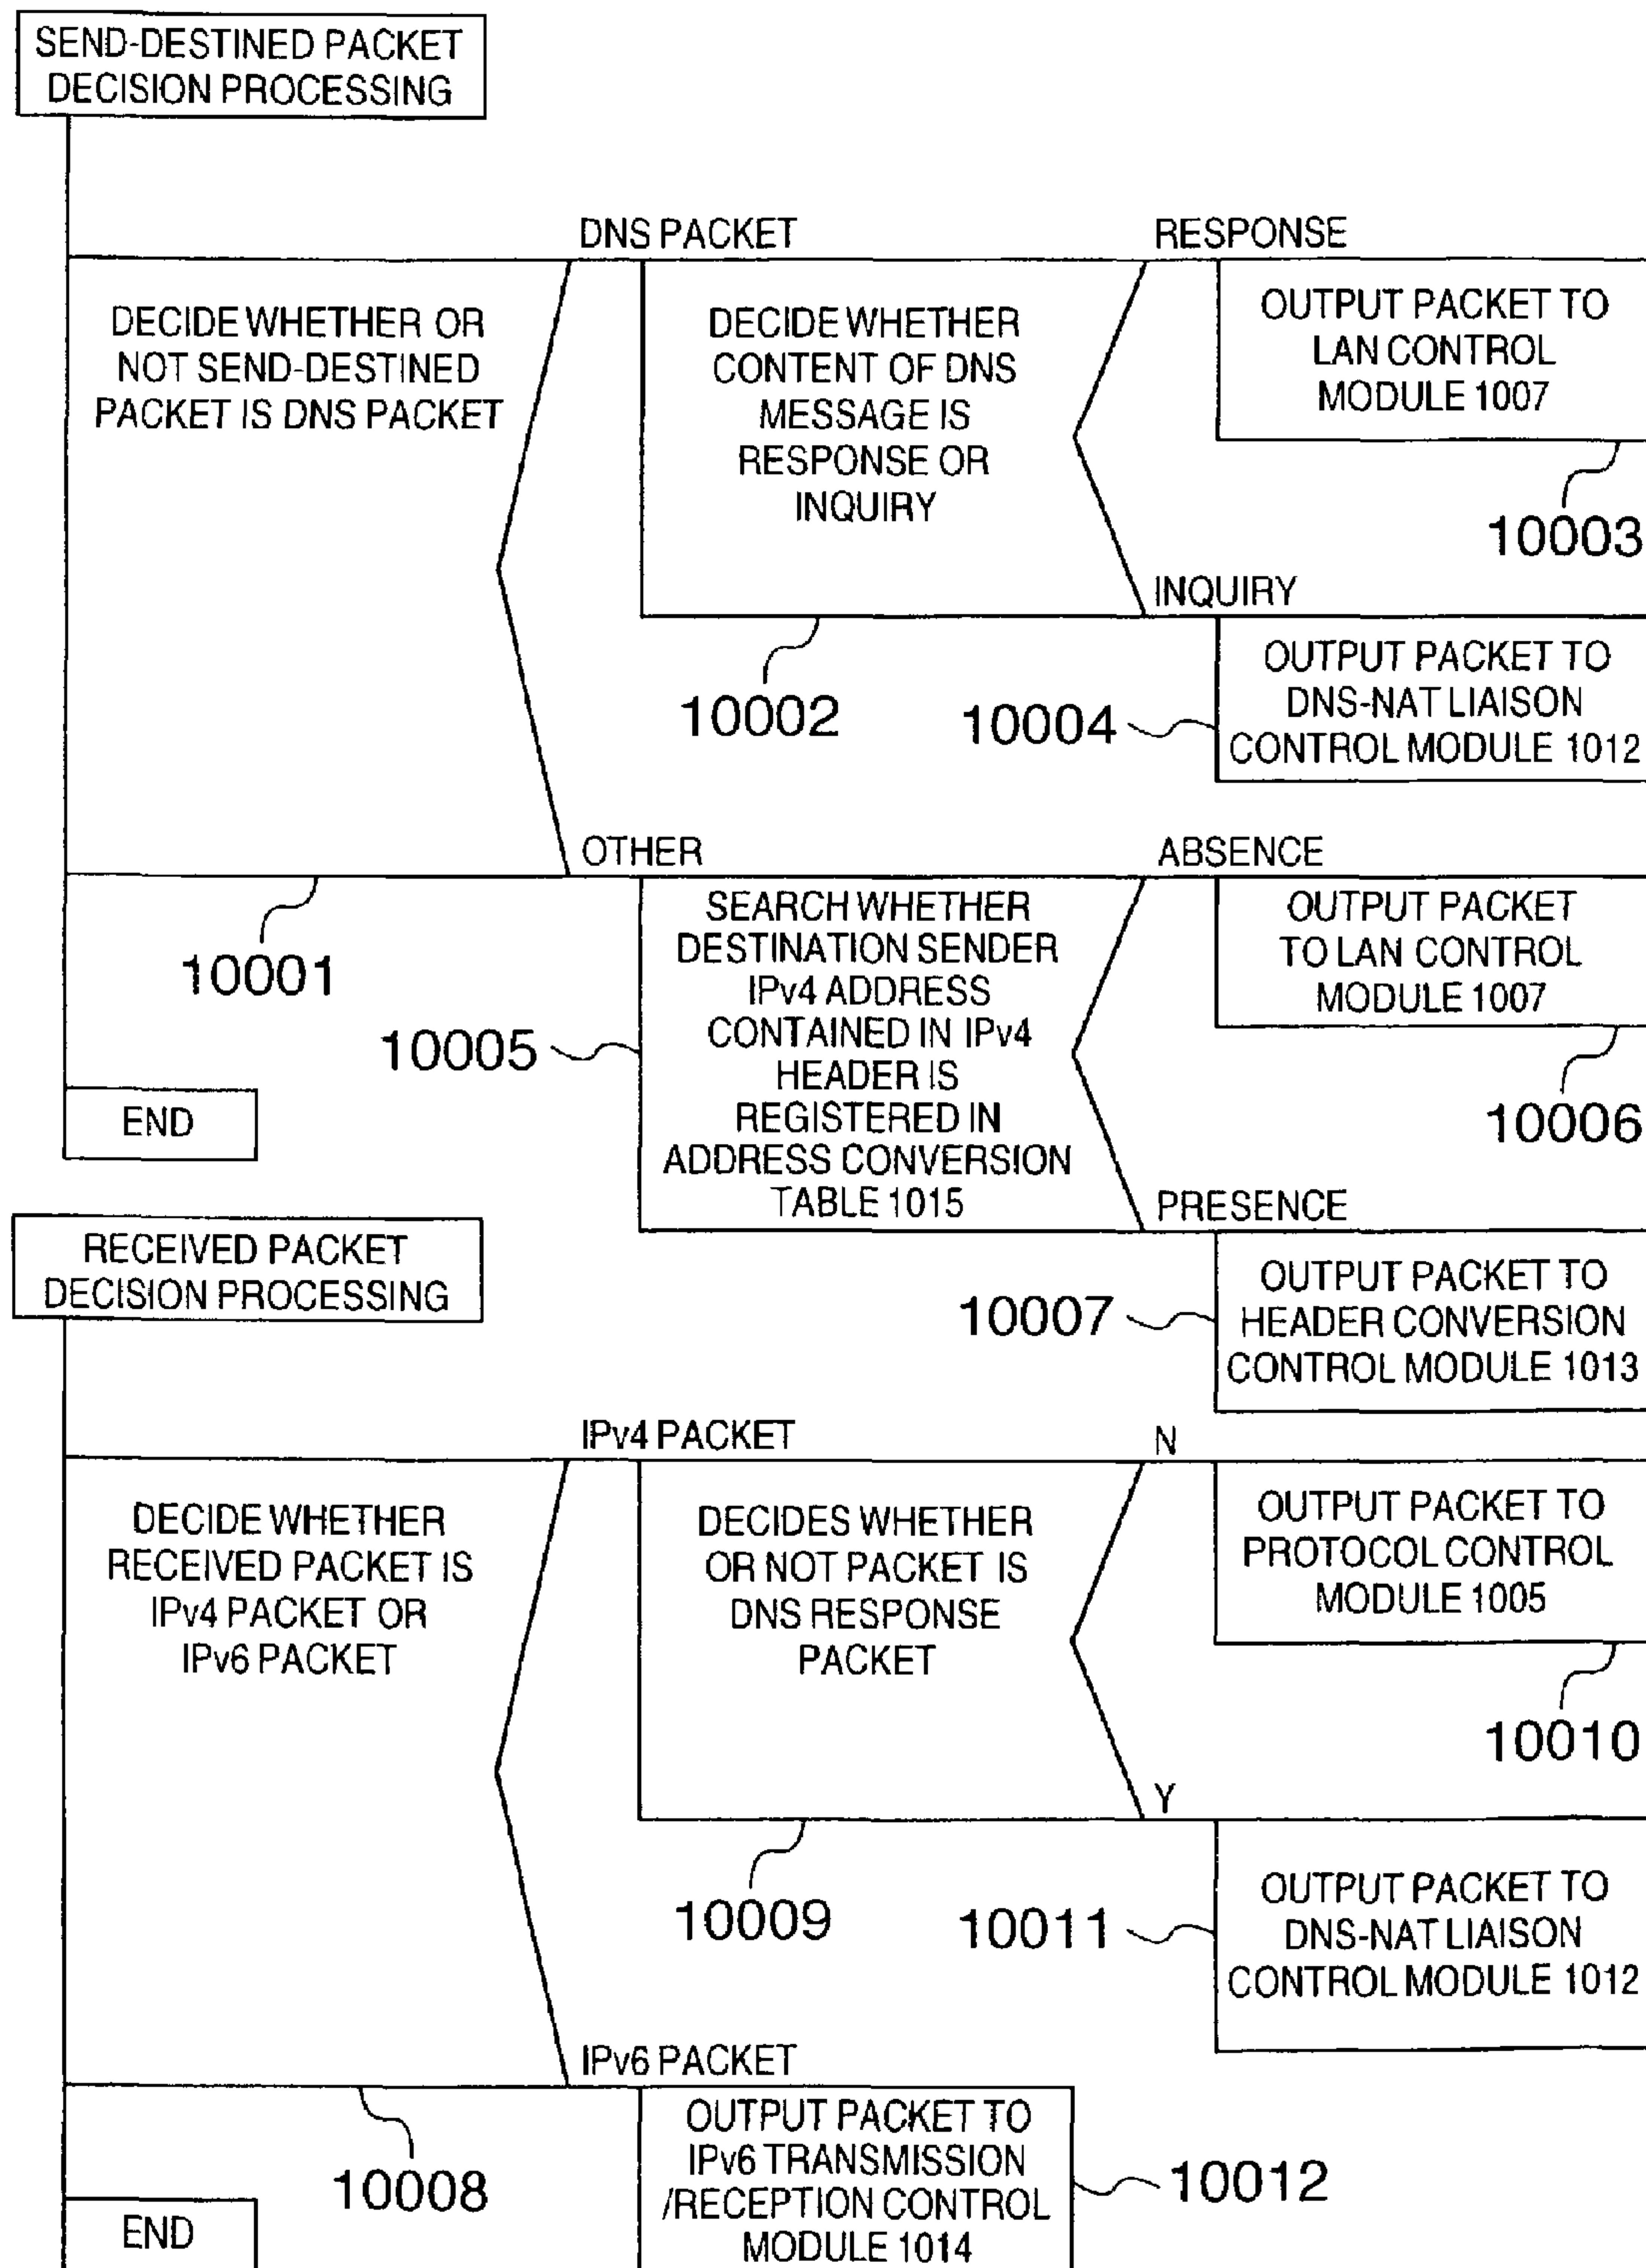 SEND-DESTINED PACKET
DECISION PROCESSING
DNS PACKET
RESPONSE
DECIDE WHETHER OR
NOT SEND-DESTINED
PACKET IS DNS PACKET
DECIDE WHETHER
CONTENT OF DNS
MESSAGE IS
RESPONSE OR
INQUIRY
OUTPUT PACKET TO
LAN CONTROL
MODULE 1007
10003
INQUIRY
10002
10004
OUTPUT PACKET TO
DNS-NAT LIAISON
CONTROL MODULE 1012
OTHER
ABSENCE
10001
10005
SEARCH WHETHER
DESTINATION SENDER
IPv4 ADDRESS
CONTAINED IN IPv4
HEADER IS
REGISTERED IN
ADDRESS CONVERSION
TABLE 1015
OUTPUT PACKET
TO LAN CONTROL
MODULE 1007
10006
END
PRESENCE
10007
OUTPUT PACKET TO
HEADER CONVERSION
CONTROL MODULE 1013
RECEIVED PACKET
DECISION PROCESSING
IPv4 PACKET
N
DECIDE WHETHER
RECEIVED PACKET IS
IPv4 PACKET OR
IPv6 PACKET
DECIDES WHETHER
OR NOT PACKET IS
DNS RESPONSE
PACKET
OUTPUT PACKET TO
PROTOCOL CONTROL
MODULE 1005
10010
Y
10009
10011
OUTPUT PACKET TO
DNS-NAT LIAISON
CONTROL MODULE 1012
IPv6 PACKET
10008
OUTPUT PACKET TO
IPv6 TRANSMISSION
/RECEPTION CONTROL
MODULE 1014
10012
END